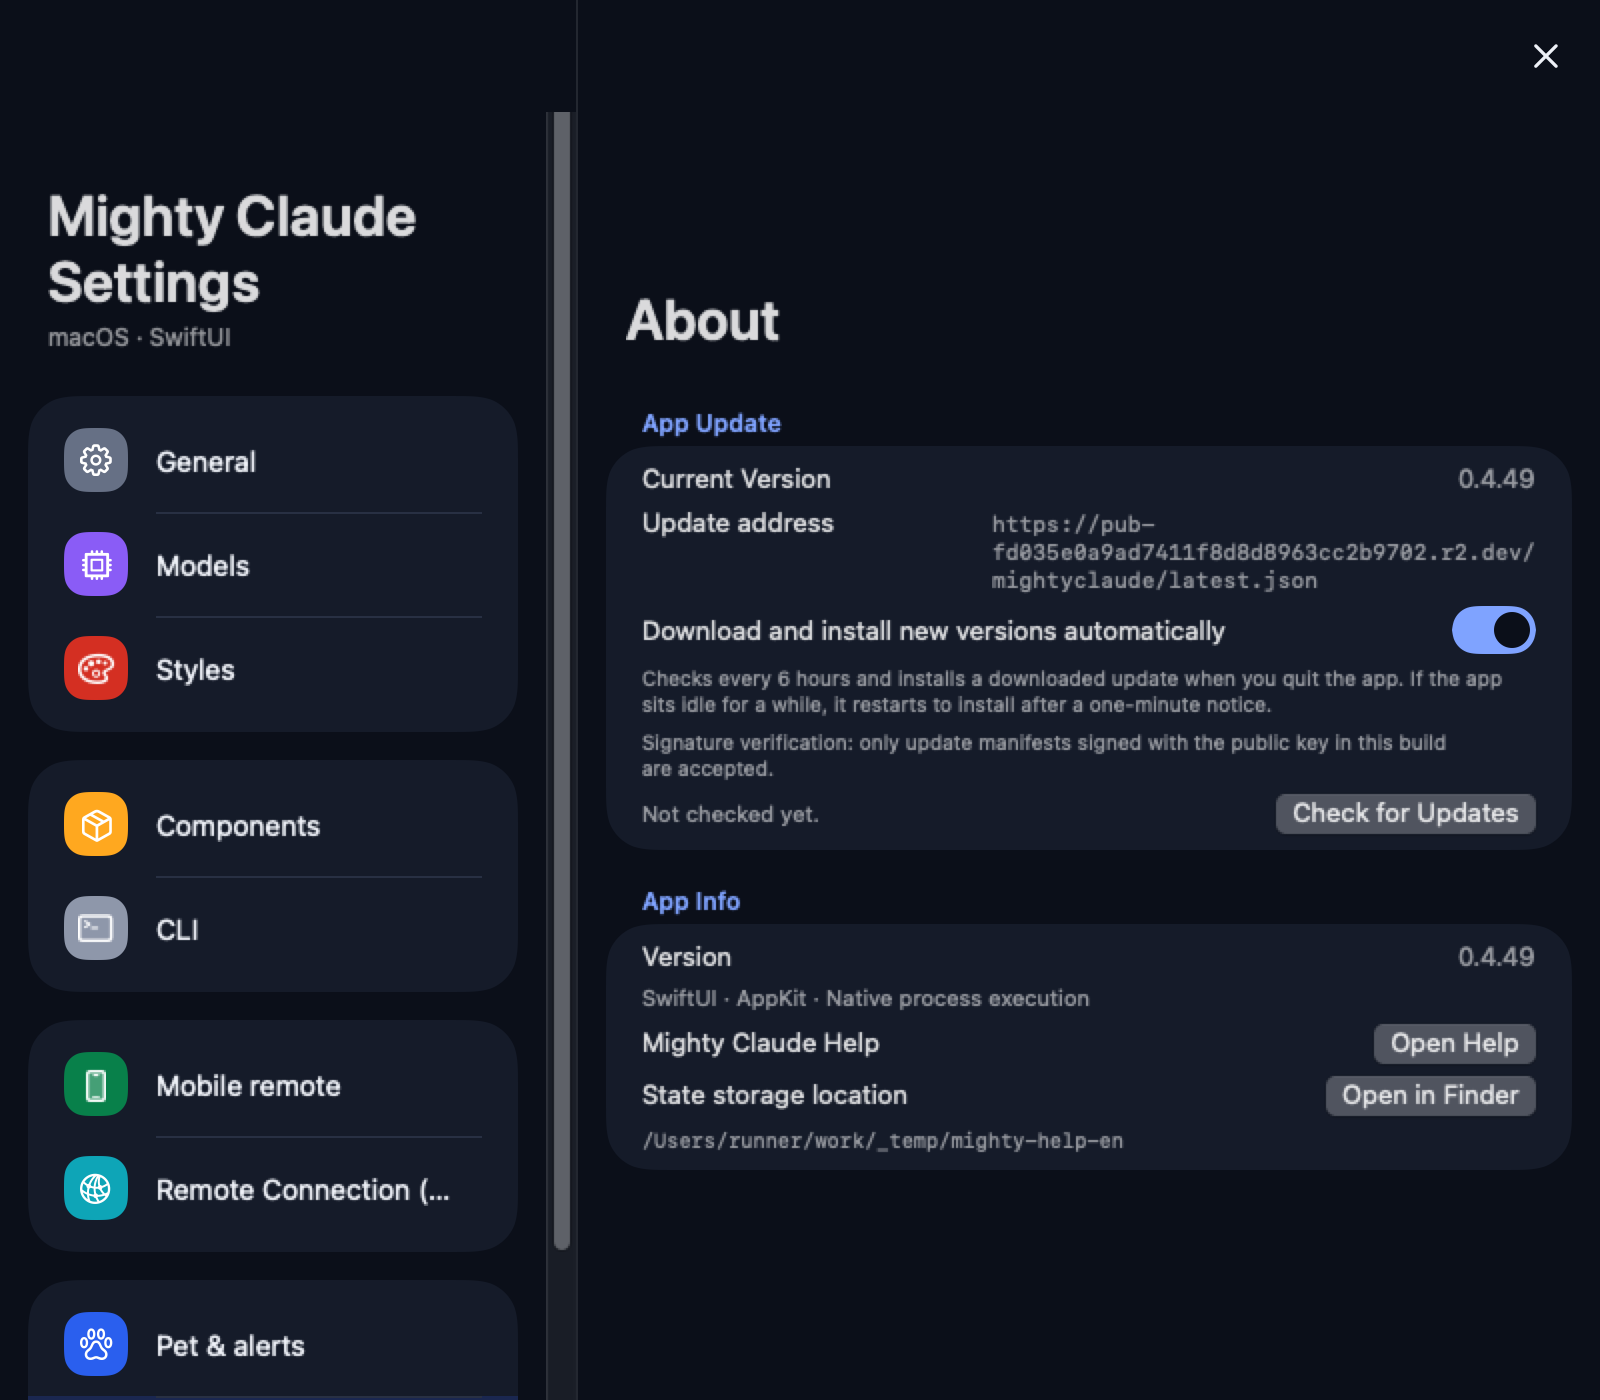 Mighty Claude
Settings
macOS · SwiftUI
General
Models
Styles
Components
CLI
Mobile remote
Remote Connection (...
Pet & alerts
About
App Update
Current Version 0.4.49
Update address https://pub-
fd035e0a9ad7411f8d8d8963cc2b9702.r2.dev/
mightyclaude/latest.json
Download and install new versions automatically
Checks every 6 hours and installs a downloaded update when you quit the app. If the app
sits idle for a while, it restarts to install after a one-minute notice.
Signature verification: only update manifests signed with the public key in this build
are accepted.
Not checked yet. Check for Updates
App Info
Version 0.4.49
SwiftUI · AppKit · Native process execution
Mighty Claude Help Open Help
State storage location Open in Finder
/Users/runner/work/_temp/mighty-help-en